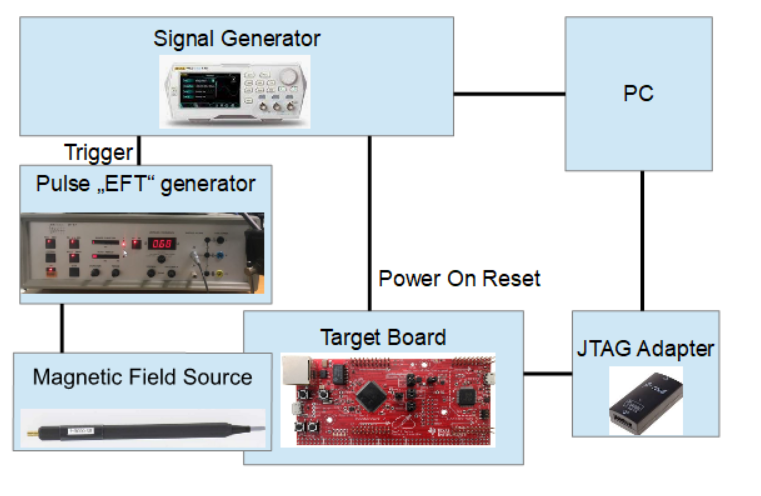 Signal Generator
PC
Trigger
Pulse „EFT“ generator
Power On Reset
Target Board
JTAG Adapter
Magnetic Field Source